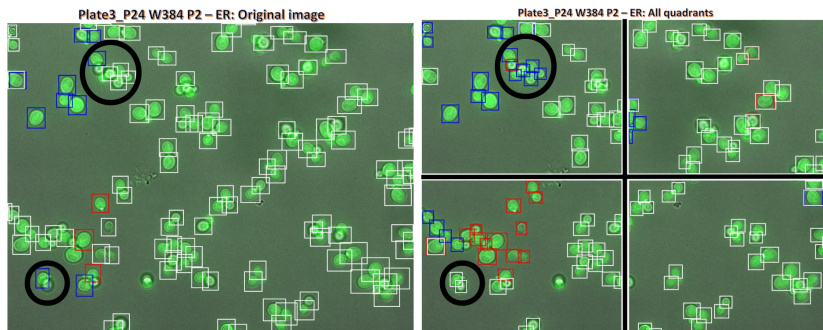 Plate3_P24 W384 P2 – ER: Original image
Plate3_P24 W384 P2 – ER: All quadrants